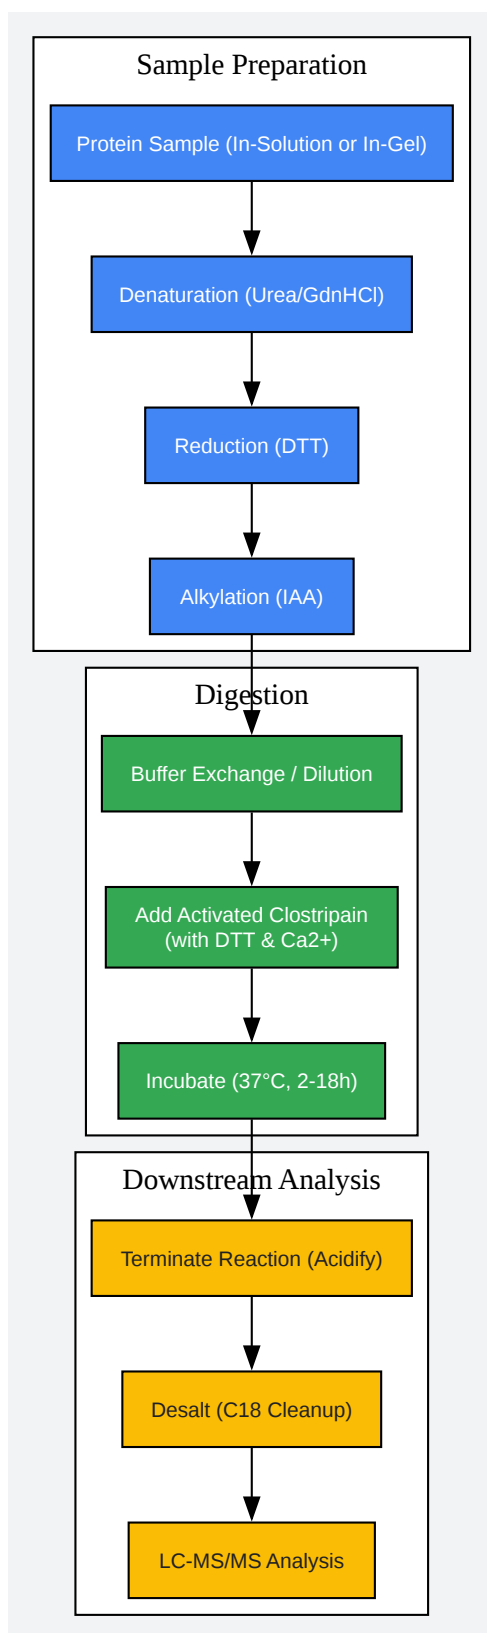 Sample Preparation
Protein Sample (In-Solution or In-Gel)
Denaturation (Urea/GdnHCl)
Reduction (DTT)
Alkylation (IAA)
Digestion
Buffer Exchange / Dilution
Add Activated Clostripain
(with DTT & Ca2+)
Incubate (37°C, 2-18h)
Downstream Analysis
Terminate Reaction (Acidify)
Desalt (C18 Cleanup)
LC-MS/MS Analysis